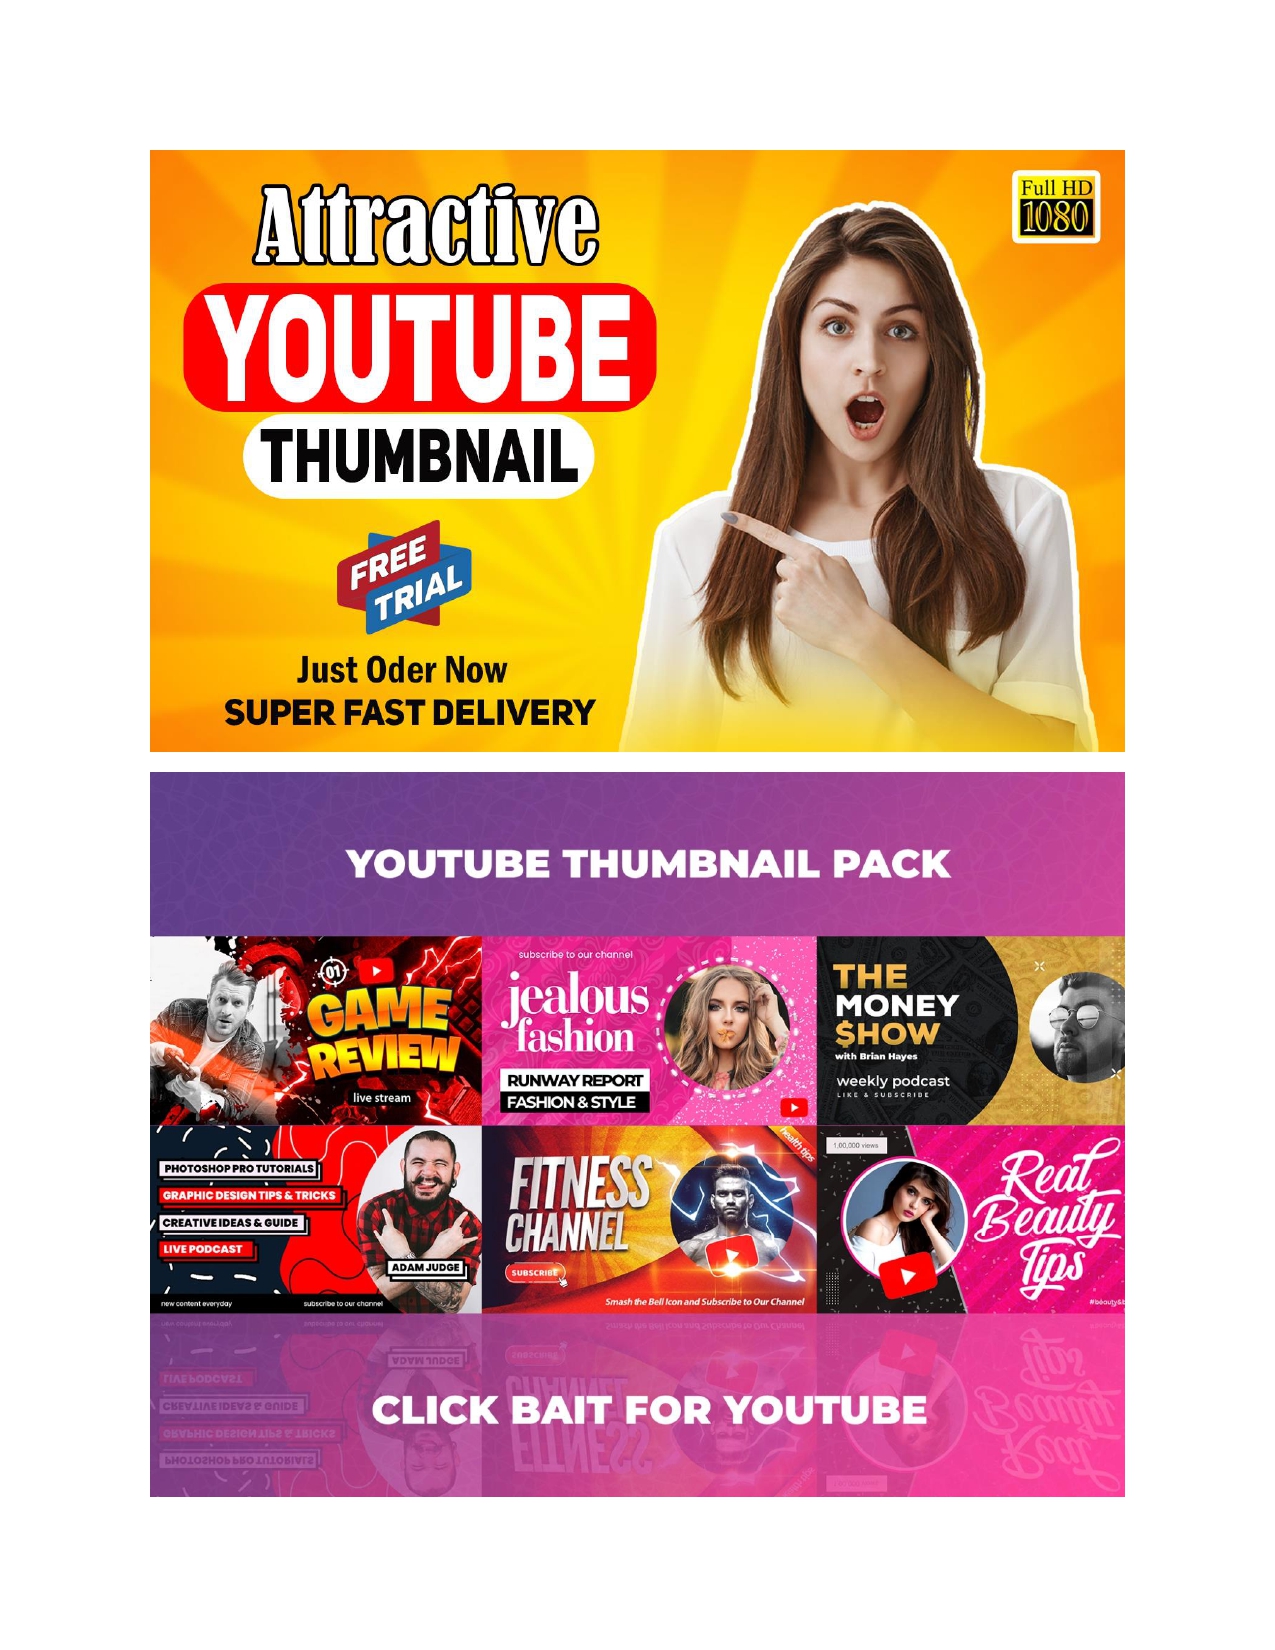 Attractive
YOUTUBE
THUMBNAIL
FREE
TRIAL
Just Oder Now
SUPER FAST DELIVERY
Full HD
1080
YOUTUBE THUMBNAIL PACK
01
GAME
REVIEW
live stream
subscribe to our channel
jealous
fashion
RUNWAY REPORT
FASHION & STYLE
THE
MONEY
$HOW
with Brian Hayes
weekly podcast
LIKE & SUBSCRIBE
PHOTOSHOP PRO TUTORIALS
GRAPHIC DESIGN TIPS & TRICKS
CREATIVE IDEAS & GUIDE
LIVE PODCAST
ADAM JUDGE
new content everyday
subscribe to our channel
health tips
FITNESS
CHANNEL
SUBSCRIBE
Smash the Bell Icon and Subscribe to Our Channel
1,00,000 views
Real
Beauty
Tips
CLICK BAIT FOR YOUTUBE